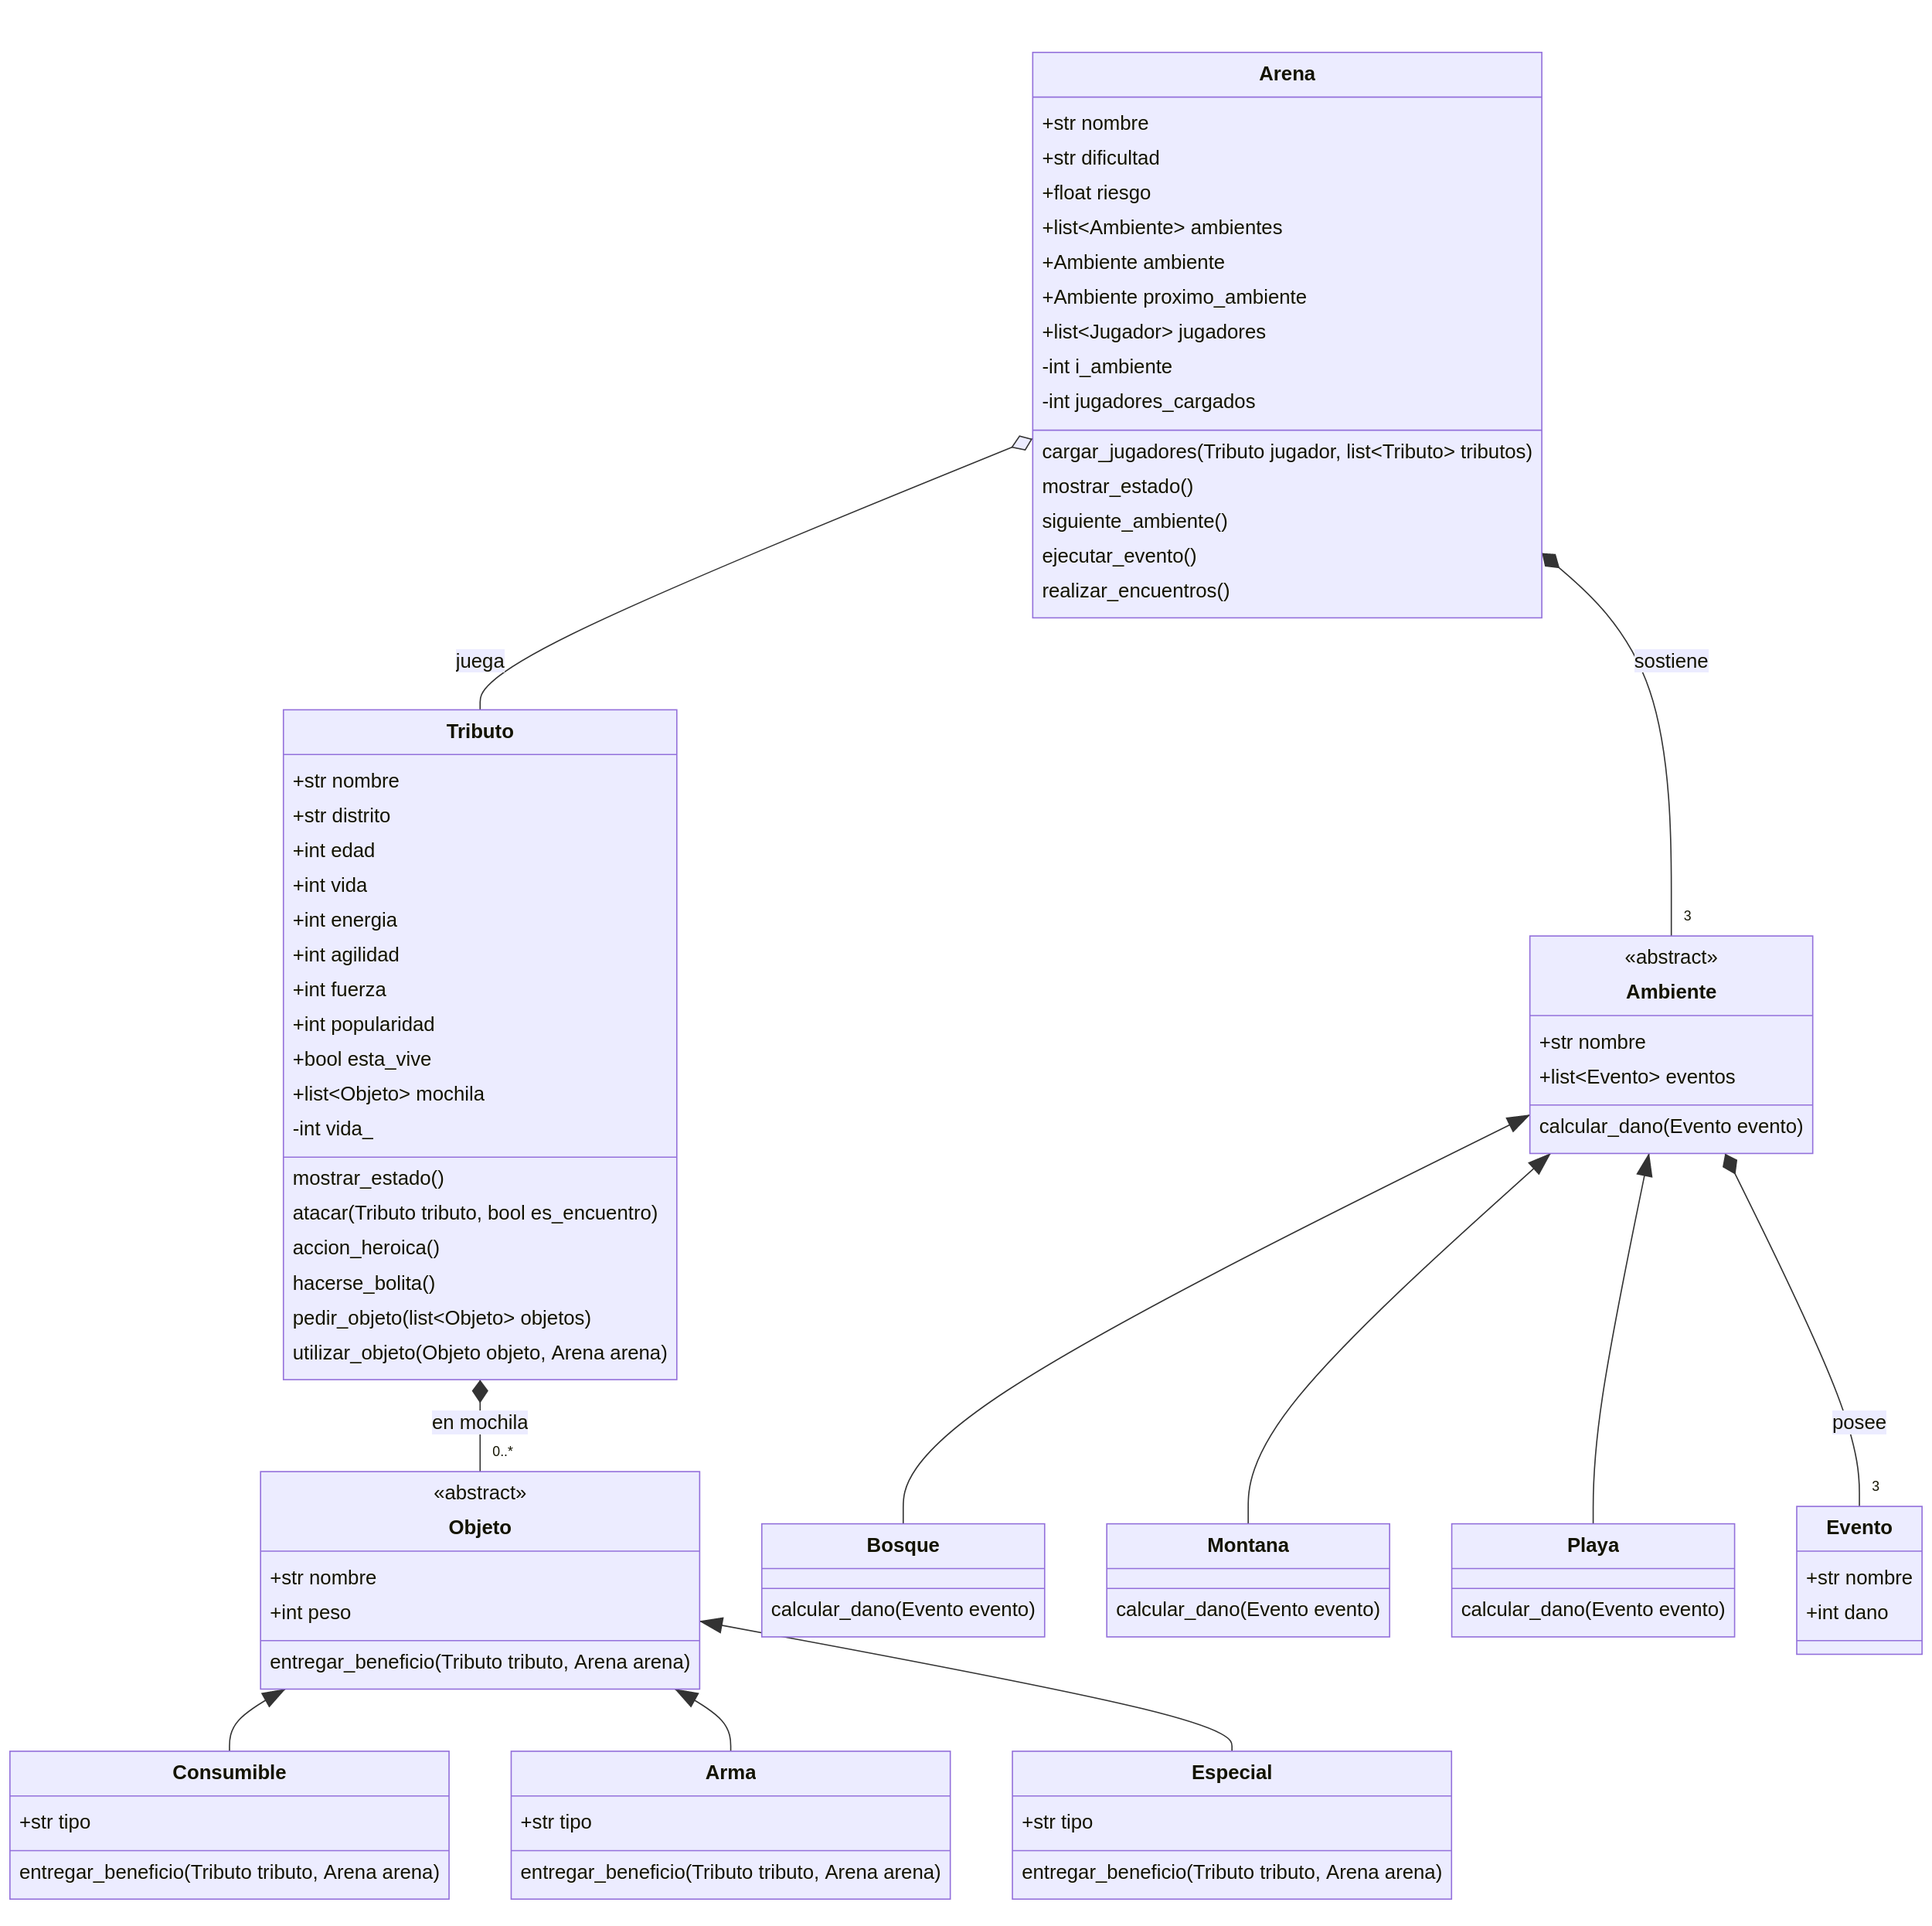 Arena
+str nombre
+str dificultad
+float riesgo
+list<Ambiente> ambientes
+Ambiente ambiente
+Ambiente proximo_ambiente
+list<Jugador> jugadores
-int i_ambiente
-int jugadores_cargados
cargar_jugadores(Tributo jugador, list<Tributo> tributos)
mostrar_estado()
siguiente_ambiente()
ejecutar_evento()
realizar_encuentros()
juega
sostiene
3
Tributo
+str nombre
+str distrito
+int edad
+int vida
+int energia
+int agilidad
+int fuerza
+int popularidad
+bool esta_vive
+list<Objeto> mochila
-int vida_
mostrar_estado()
atacar(Tributo tributo, bool es_encuentro)
accion_heroica()
hacerse_bolita()
pedir_objeto(list<Objeto> objetos)
utilizar_objeto(Objeto objeto, Arena arena)
«abstract»
Ambiente
+str nombre
+list<Evento> eventos
calcular_dano(Evento evento)
en mochila
0..*
posee
3
«abstract»
Objeto
+str nombre
+int peso
entregar_beneficio(Tributo tributo, Arena arena)
Bosque
calcular_dano(Evento evento)
Montana
calcular_dano(Evento evento)
Playa
calcular_dano(Evento evento)
Evento
+str nombre
+int dano
Consumible
+str tipo
entregar_beneficio(Tributo tributo, Arena arena)
Arma
+str tipo
entregar_beneficio(Tributo tributo, Arena arena)
Especial
+str tipo
entregar_beneficio(Tributo tributo, Arena arena)